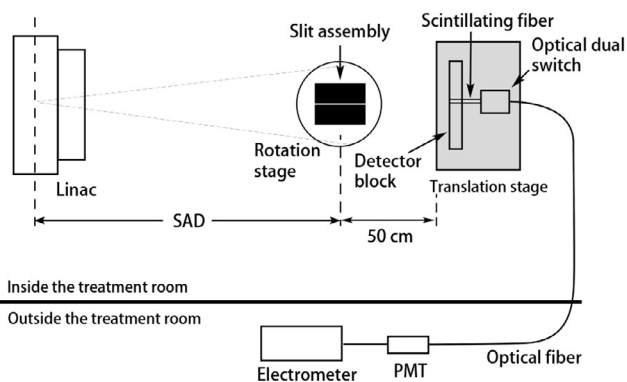 Slit assembly
Scintillating fiber
Optical dual
switch
Rotation
stage
Detector
block
Translation stage
Linac
SAD
50 cm
Inside the treatment room
Outside the treatment room
Electrometer
PMT
Optical fiber